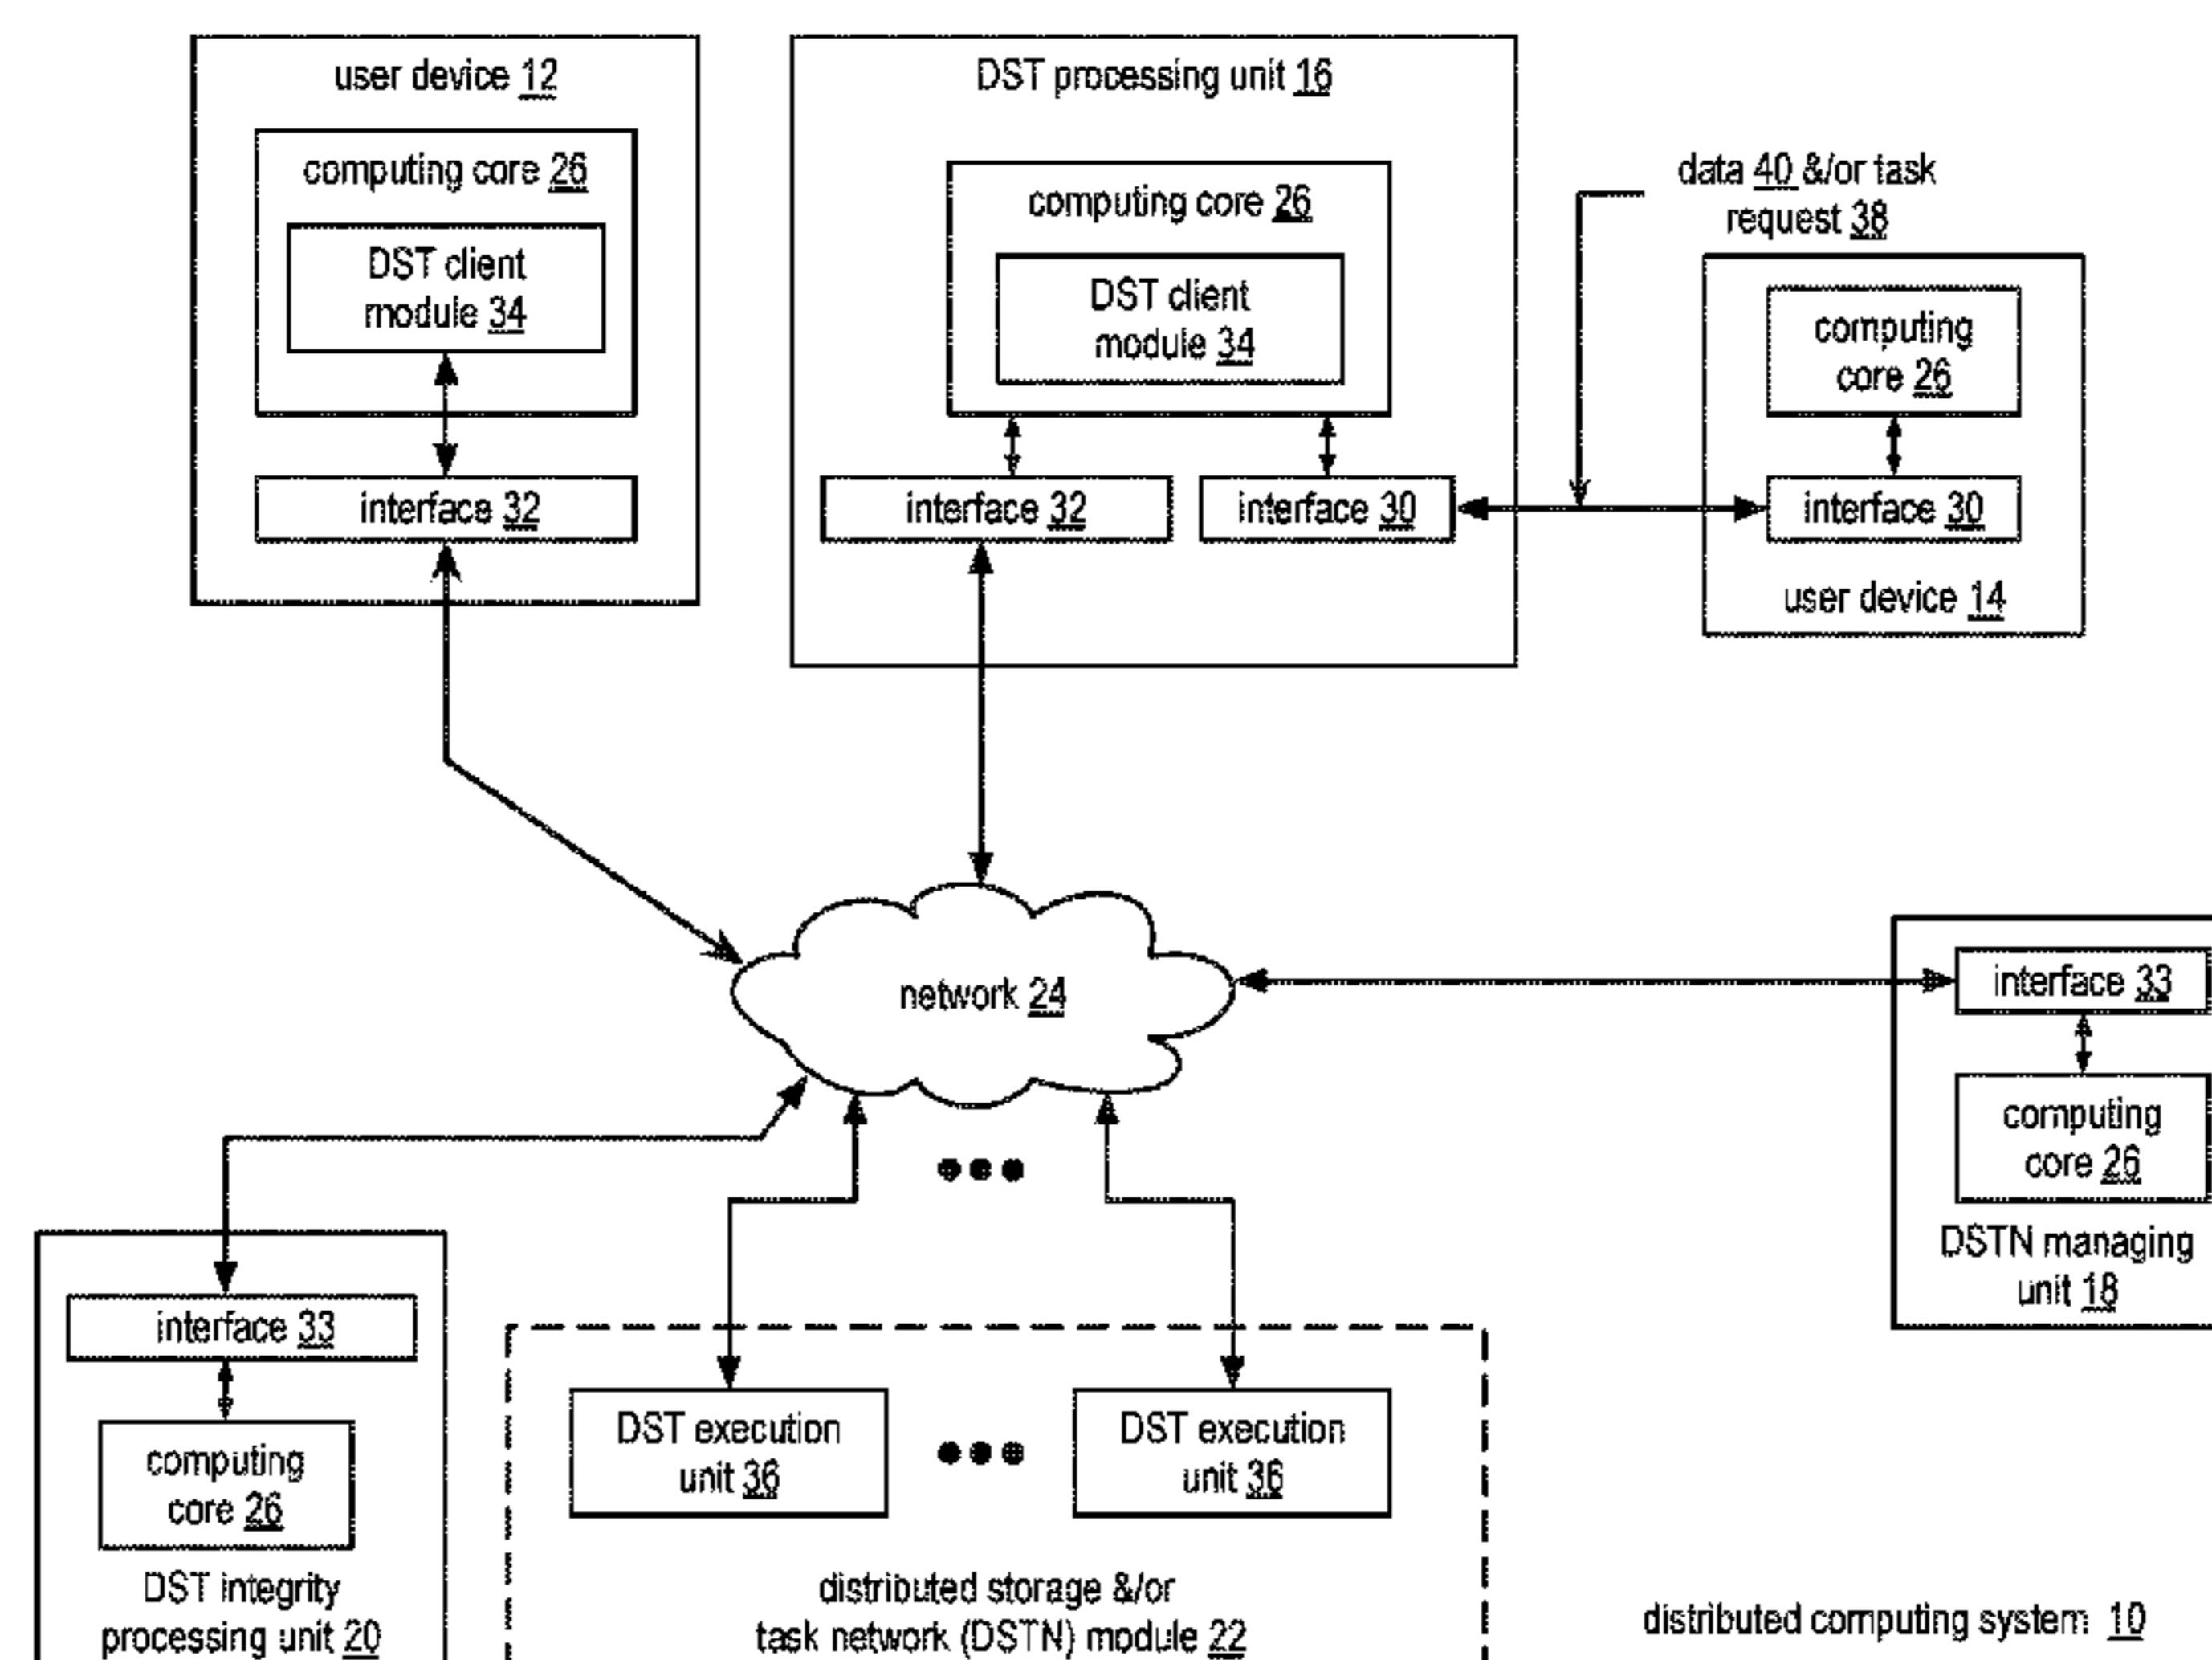 user device 12
computing core 26
DST client
module 34
interface 32
DST processing unit 16
computing core 26
DST client
module 34
interface 32
interface 30
data 40 &/or task
request 38
computing
core 26
interface 30
user device 14
network 24
interface 33
computing
core 26
DSTN managing
unit 18
interface 33
computing
core 26
DST integrity
processing unit 20
DST execution
unit 36
DST execution
unit 36
distributed storage &/or
task network (DSTN) module 22
distributed computing system 10